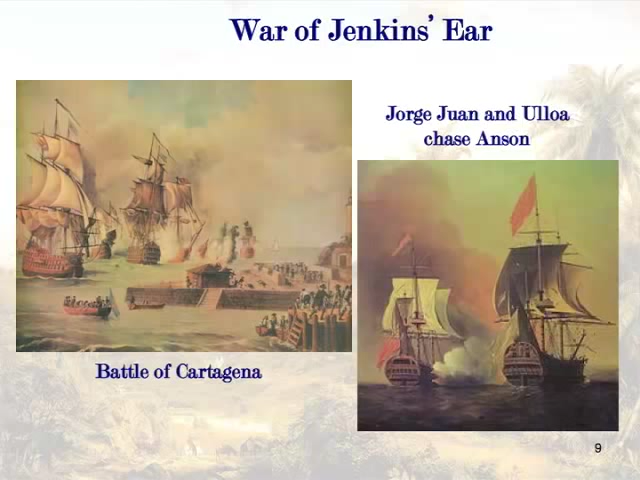 War of Jenkins' Ear
Jorge Juan and Ulloa
chase Anson
Battle of Cartagena
9